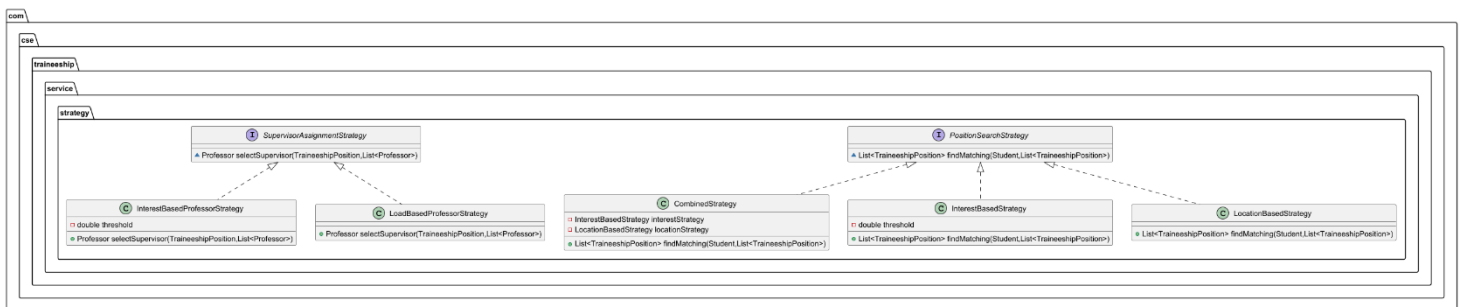 com
cse
traineeship
service
strategy
I SupervisorAssignmentStrategy
Professor selectSupervisor(TraineeshipPosition,List<Professor>)
I PositionSearchStrategy
List<TraineeshipPosition> findMatching(Student,List<TraineeshipPosition>)
C InterestBasedProfessorStrategy
double threshold
Professor selectSupervisor(TraineeshipPosition,List<Professor>)
C LoadBasedProfessorStrategy
Professor selectSupervisor(TraineeshipPosition,List<Professor>)
C CombinedStrategy
InterestBasedStrategy interestStrategy
LocationBasedStrategy locationStrategy
List<TraineeshipPosition> findMatching(Student,List<TraineeshipPosition>)
C InterestBasedStrategy
double threshold
List<TraineeshipPosition> findMatching(Student,List<TraineeshipPosition>)
C LocationBasedStrategy
List<TraineeshipPosition> findMatching(Student,List<TraineeshipPosition>)